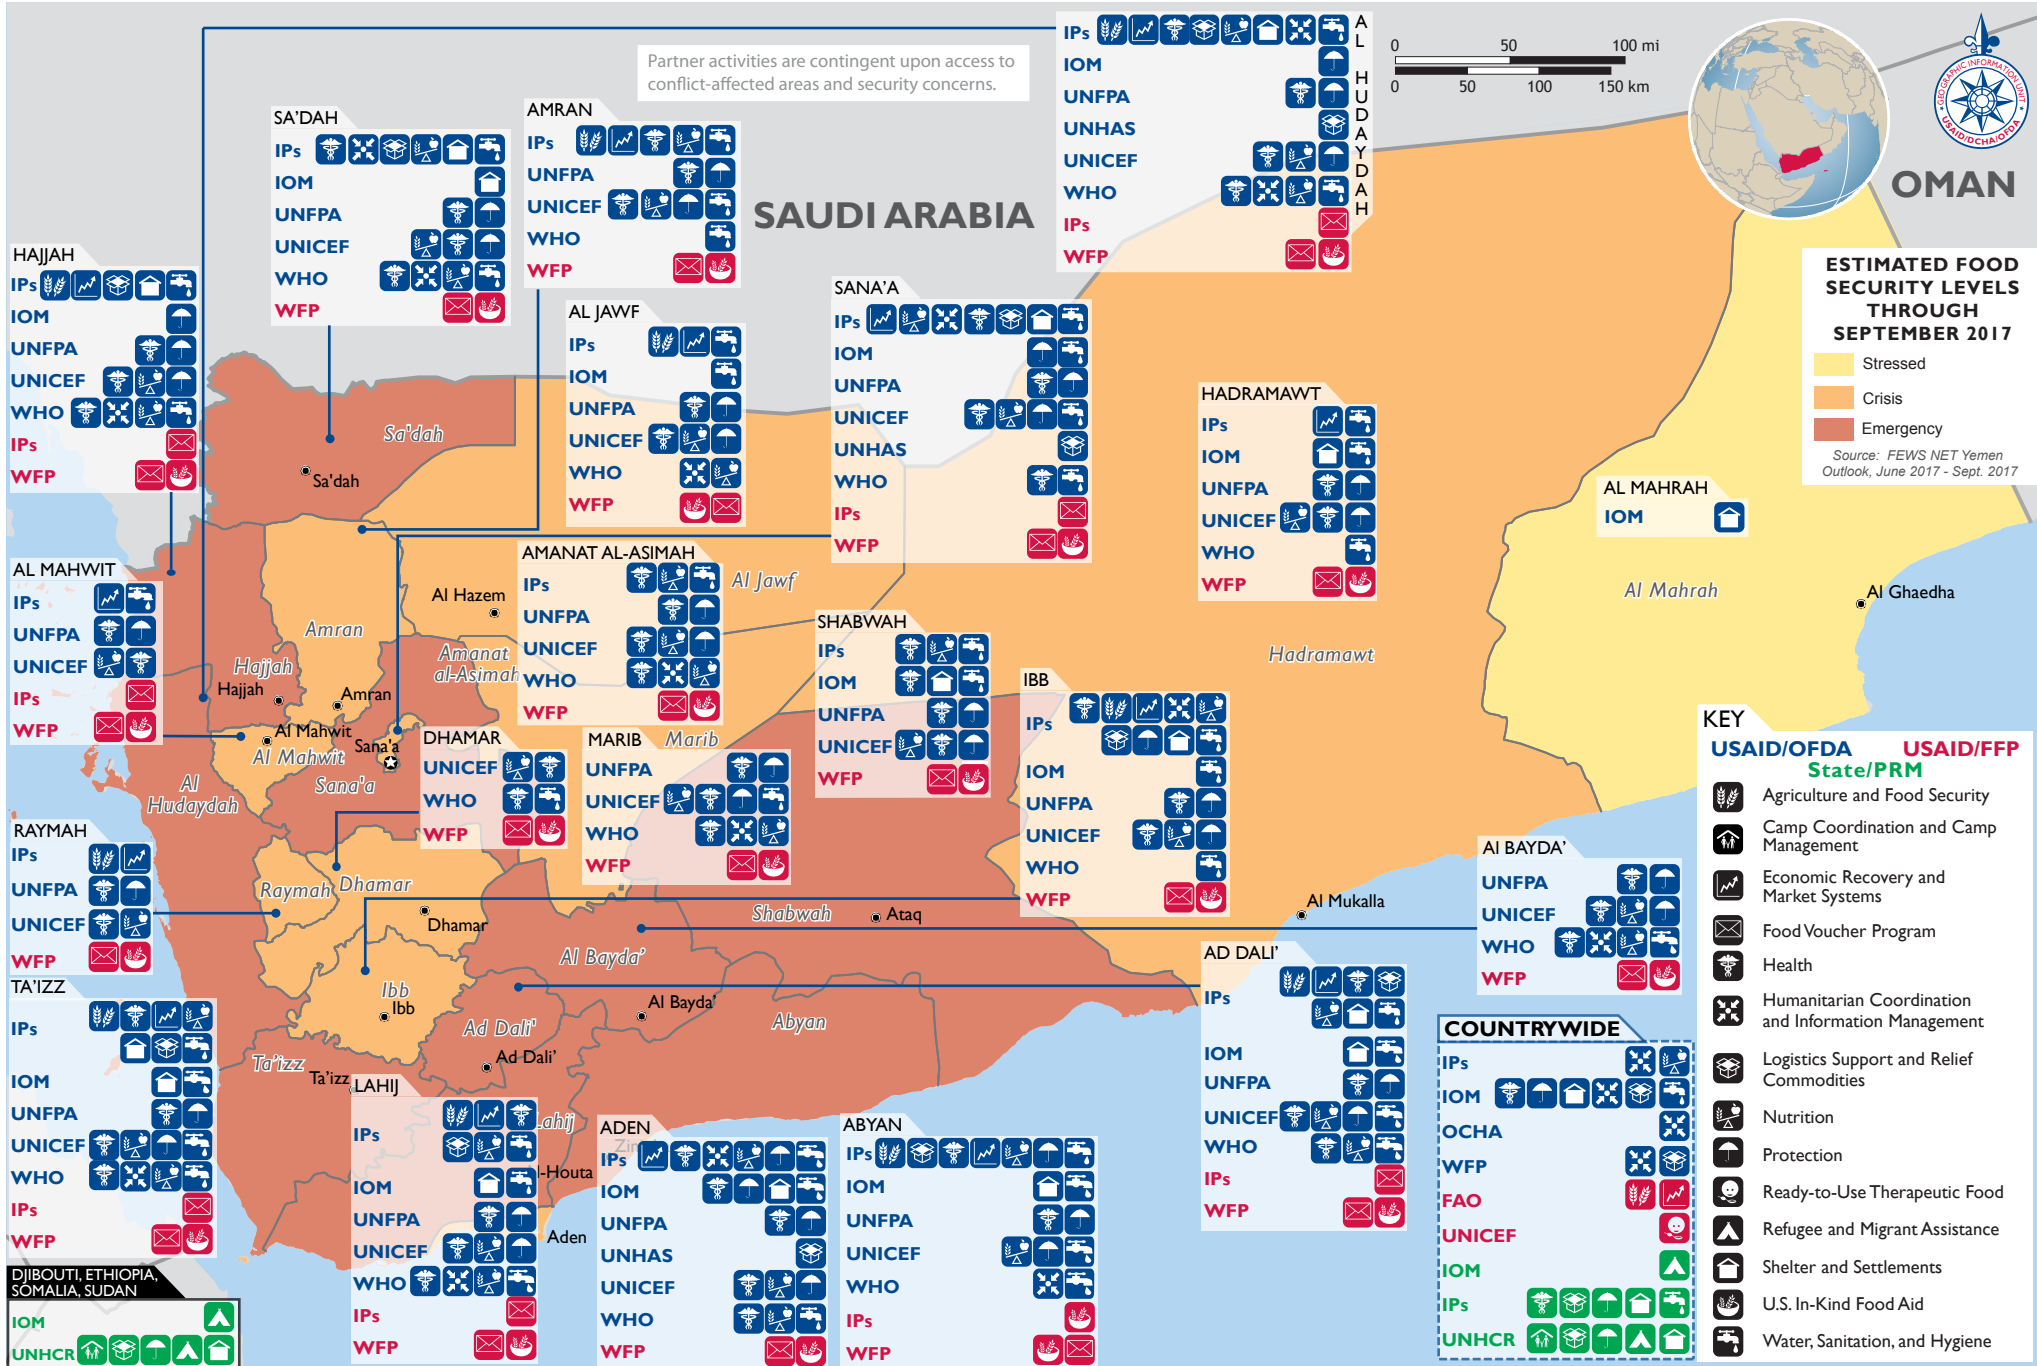 Partner activities are contingent upon access to
conflict-affected areas and security concerns.
0 50 100 mi
0 50 100 150 km
GEOGRAPHIC INFORMATION UNIT
USAID/DCHA/OFDA
SAUDI ARABIA
OMAN
ESTIMATED FOOD
SECURITY LEVELS
THROUGH
SEPTEMBER 2017
Stressed
Crisis
Emergency
Source: FEWS NET Yemen
Outlook, June 2017 - Sept. 2017
AL HUDAYDAH
IPs
IOM
UNFPA
UNHAS
UNICEF
WHO
IPs
WFP
SA'DAH
IPs
IOM
UNFPA
UNICEF
WHO
WFP
AMRAN
IPs
UNFPA
UNICEF
WHO
WFP
HAJJAH
IPs
IOM
UNFPA
UNICEF
WHO
IPs
WFP
AL JAWF
IPs
IOM
UNFPA
UNICEF
WHO
WFP
SANA'A
IPs
IOM
UNFPA
UNICEF
UNHAS
WHO
IPs
WFP
HADRAMAWT
IPs
IOM
UNFPA
UNICEF
WHO
WFP
AL MAHRAH
IOM
AL MAHWIT
IPs
UNFPA
UNICEF
IPs
WFP
AMANAT AL-ASIMAH
IPs
UNFPA
UNICEF
WHO
WFP
SHABWAH
IPs
IOM
UNFPA
UNICEF
WFP
IBB
IPs
IOM
UNFPA
UNICEF
WHO
WFP
DHAMAR
UNICEF
WHO
WFP
MARIB
UNFPA
UNICEF
WHO
WFP
RAYMAH
IPs
UNFPA
UNICEF
WFP
Al BAYDA'
UNFPA
UNICEF
WHO
WFP
TA'IZZ
IPs
IOM
UNFPA
UNICEF
WHO
IPs
WFP
LAHIJ
IPs
IOM
UNFPA
UNICEF
WHO
IPs
WFP
ADEN
IPs
IOM
UNFPA
UNHAS
UNICEF
WHO
WFP
ABYAN
IPs
IOM
UNFPA
UNICEF
WHO
IPs
WFP
AD DALI'
IPs
IOM
UNFPA
UNICEF
WHO
IPs
WFP
COUNTRYWIDE
IPs
IOM
OCHA
WFP
FAO
UNICEF
IOM
IPs
UNHCR
DJIBOUTI, ETHIOPIA,
SOMALIA, SUDAN
IOM
UNHCR
KEY
USAID/OFDA USAID/FFP
State/PRM
Agriculture and Food Security
Camp Coordination and Camp
Management
Economic Recovery and
Market Systems
Food Voucher Program
Health
Humanitarian Coordination
and Information Management
Logistics Support and Relief
Commodities
Nutrition
Protection
Ready-to-Use Therapeutic Food
Refugee and Migrant Assistance
Shelter and Settlements
U.S. In-Kind Food Aid
Water, Sanitation, and Hygiene
Sa'dah
Sa'dah
Al Hazem
Al Jawf
Amran
Amran
Amanat
al-Asimah
Hajjah
Hajjah
Al Mahwit
Al Mahwit
Sana'a
Sana'a
Marib
Al
Hudaydah
Hadramawt
Al Mahrah
Al Ghaedha
Raymah
Dhamar
Dhamar
Shabwah
Ataq
Al Mukalla
Al Bayda'
Al Bayda'
Ibb
Ibb
Ad Dali'
Ad Dali'
Abyan
Ta'izz
Ta'izz
Lahij
l-Houta
Zin
Aden